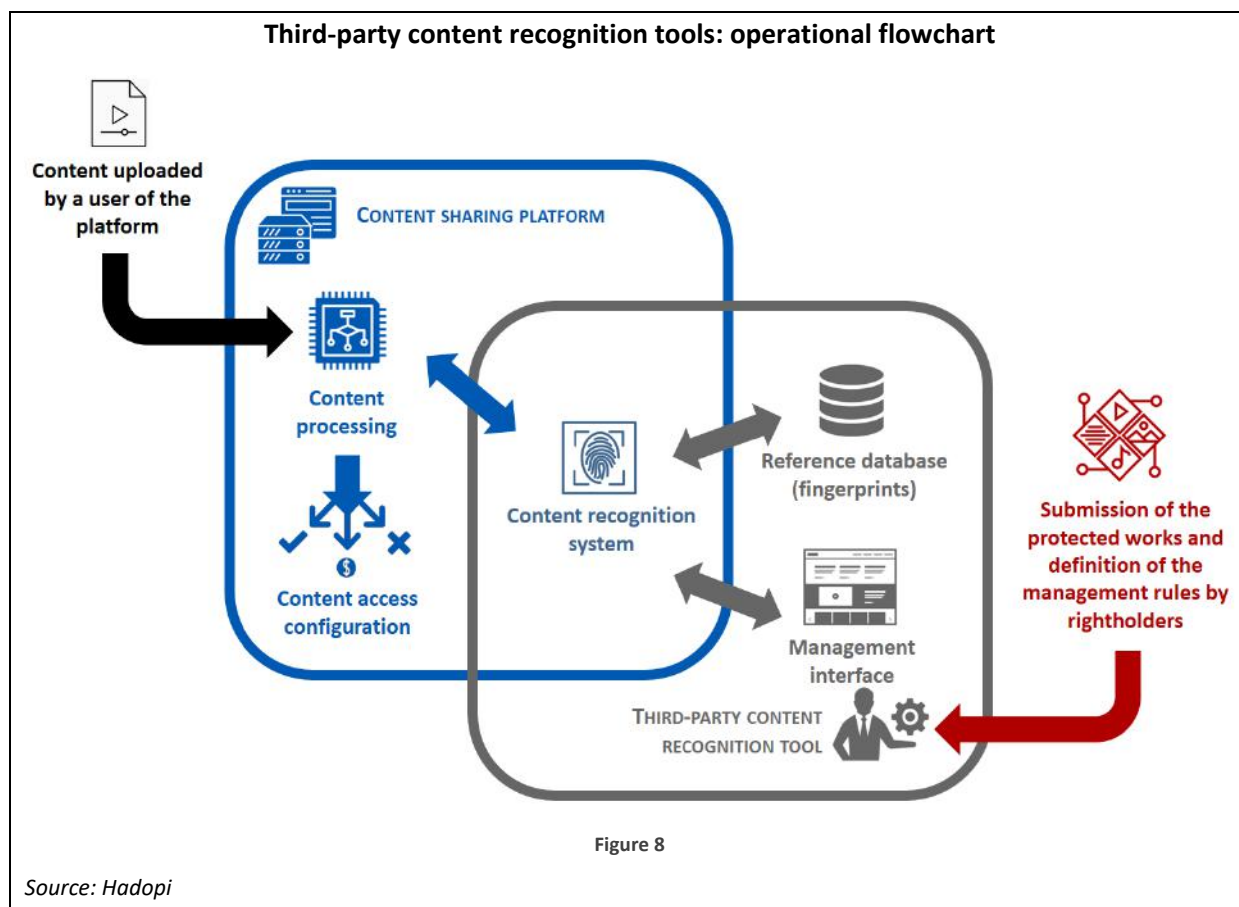 Third-party content recognition tools: operational flowchart
Content uploaded
by a user of the
platform
CONTENT SHARING PLATFORM
Content
processing
Content access
configuration
Content recognition
system
Reference database
(fingerprints)
Management
interface
THIRD-PARTY CONTENT
RECOGNITION TOOL
Submission of the
protected works and
definition of the
management rules by
rightholders
Figure 8
Source: Hadopi